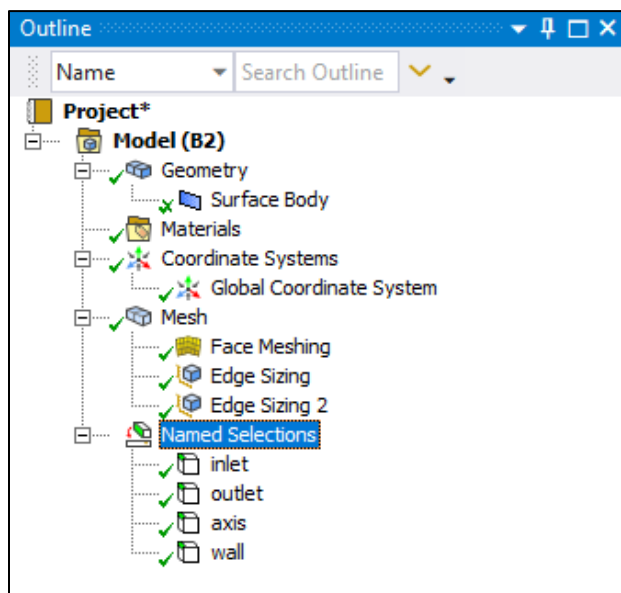 Outline
Name Search Outline
Project*
Model (B2)
Geometry
Surface Body
Materials
Coordinate Systems
Global Coordinate System
Mesh
Face Meshing
Edge Sizing
Edge Sizing 2
Named Selections
inlet
outlet
axis
wall